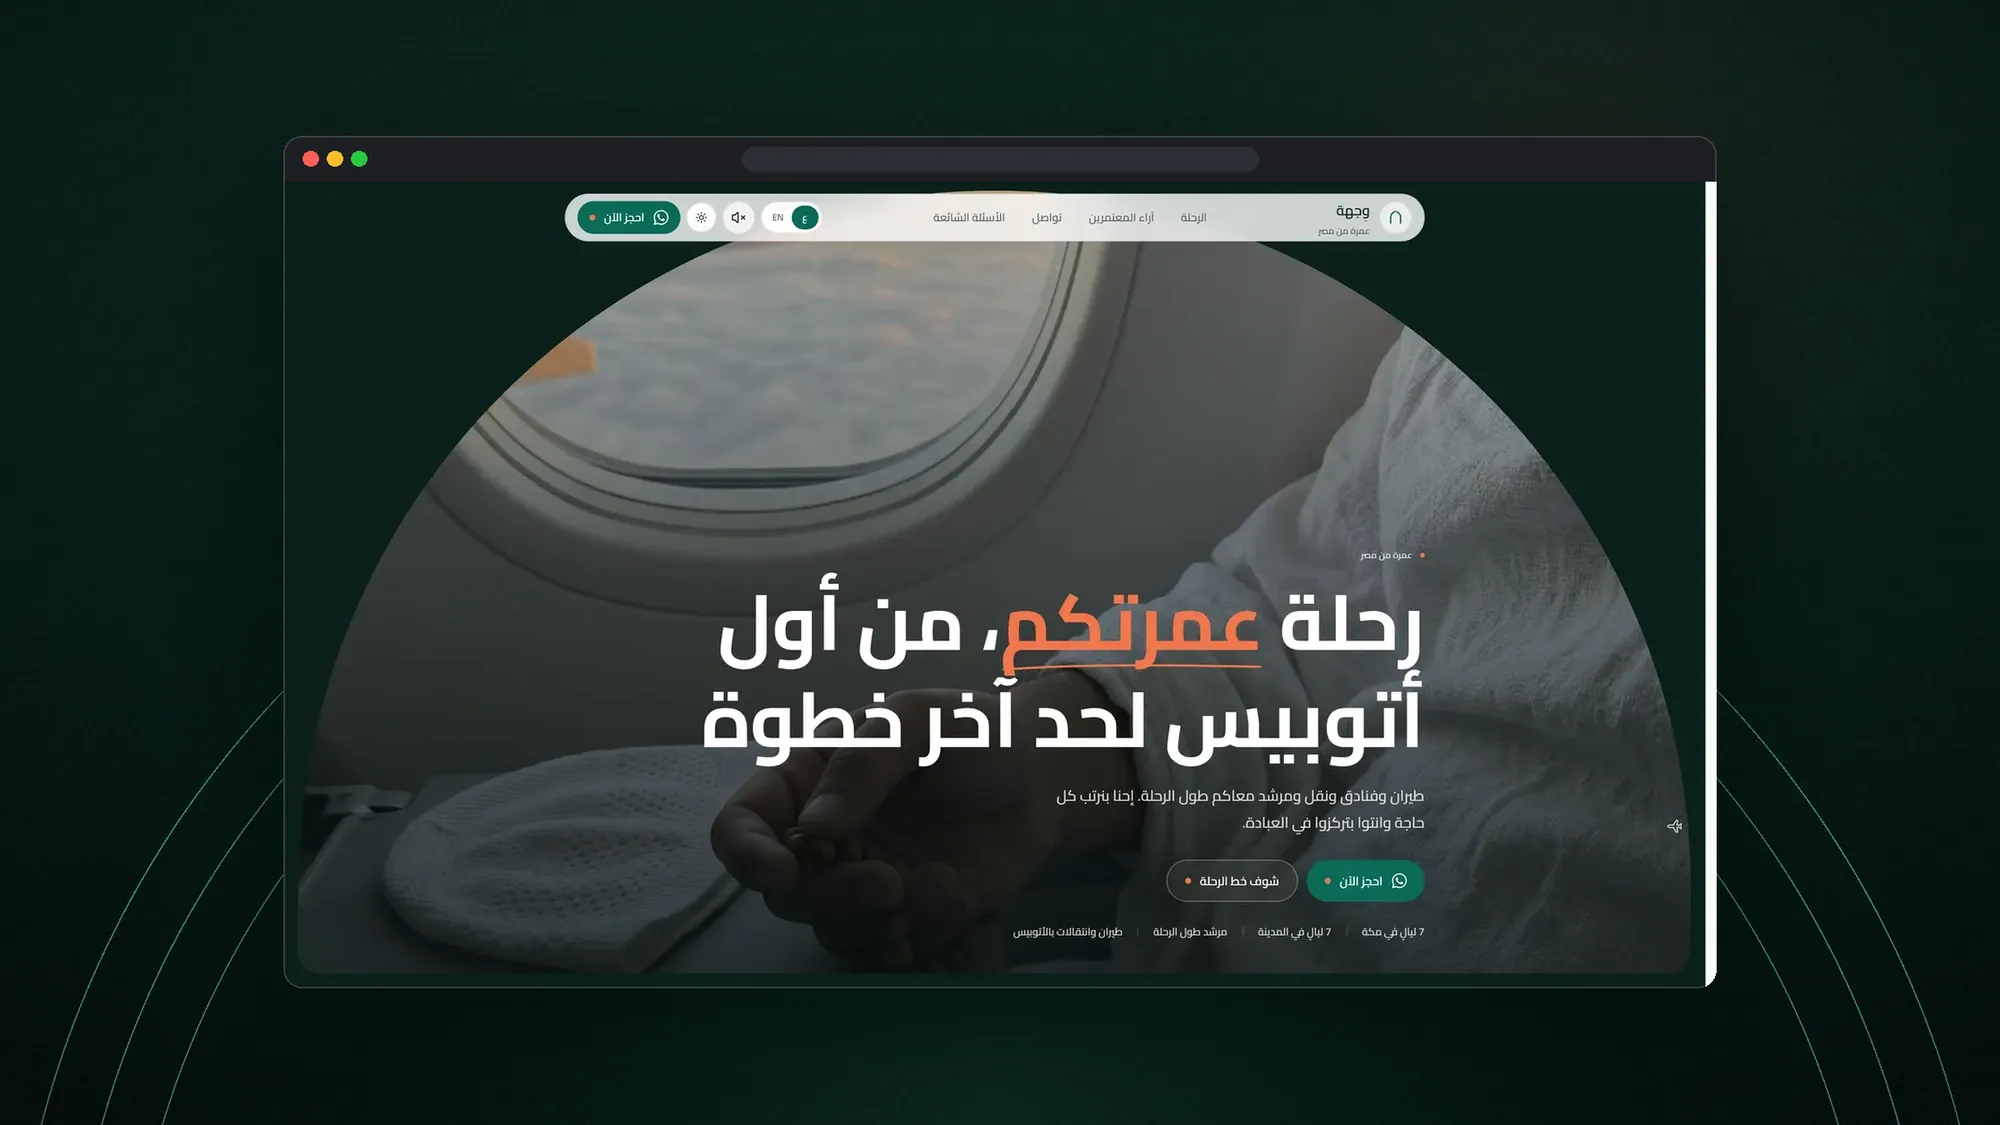 وجهة
عمرة من مصر
الرحلة
آراء المعتمرين
تواصل
الأسئلة الشائعة
ع
EN
احجز الآن
عمرة من مصر
رحلة عمرتكم، من أول
أتوبيس لحد آخر خطوة
طيران وفنادق ونقل ومرشد معاكم طول الرحلة. إحنا بنرتب كل
حاجة وانتوا بتركزوا في العبادة.
احجز الآن
شوف خط الرحلة
7 ليالٍ في مكة
7 ليالٍ في المدينة
مرشد طول الرحلة
طيران وانتقالات بالأتوبيس